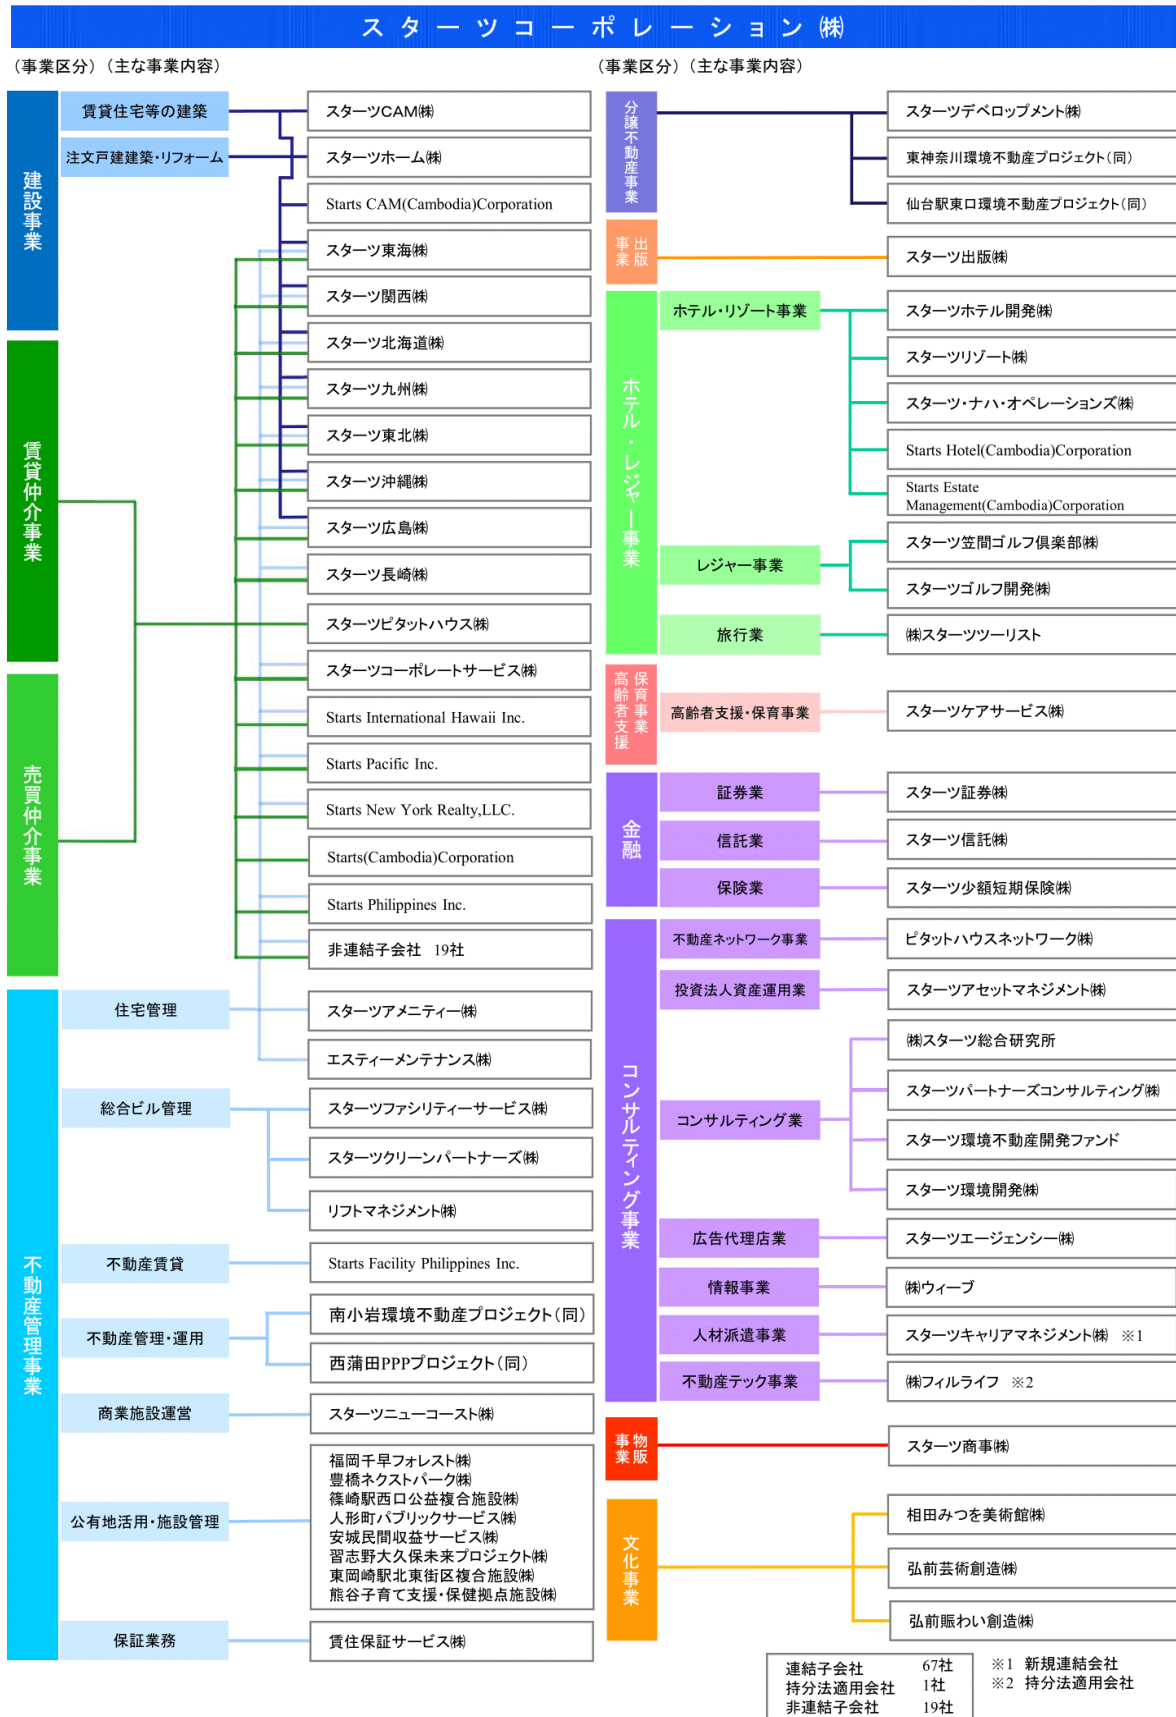 スターツコーポレーション㈱
（事業区分）（主な事業内容）
建設事業
賃貸住宅等の建築
注文戸建建築・リフォーム
賃貸仲介事業
売買仲介事業
スターツCAM㈱
スターツホーム㈱
Starts CAM(Cambodia)Corporation
スターツ東海㈱
スターツ関西㈱
スターツ北海道㈱
スターツ九州㈱
スターツ東北㈱
スターツ沖縄㈱
スターツ広島㈱
スターツ長崎㈱
スターツピタットハウス㈱
スターツコーポレートサービス㈱
Starts International Hawaii Inc.
Starts Pacific Inc.
Starts New York Realty,LLC.
Starts(Cambodia)Corporation
Starts Philippines Inc.
非連結子会社　19社
不動産管理事業
住宅管理
スターツアメニティー㈱
エスティーメンテナンス㈱
総合ビル管理
スターツファシリティーサービス㈱
スターツクリーンパートナーズ㈱
リフトマネジメント㈱
不動産賃貸
Starts Facility Philippines Inc.
不動産管理・運用
南小岩環境不動産プロジェクト（同）
西蒲田PPPプロジェクト（同）
商業施設運営
スターツニューコースト㈱
公有地活用・施設管理
福岡千早フォレスト㈱
豊橋ネクストパーク㈱
篠崎駅西口公益複合施設㈱
人形町パブリックサービス㈱
安城民間収益サービス㈱
習志野大久保未来プロジェクト㈱
東岡崎駅北東街区複合施設㈱
熊谷子育て支援・保健拠点施設㈱
保証業務
賃住保証サービス㈱
（事業区分）（主な事業内容）
分譲不動産事業
スターツデベロップメント㈱
東神奈川環境不動産プロジェクト（同）
仙台駅東口環境不動産プロジェクト（同）
出版
事業
スターツ出版㈱
ホテル・レジャー事業
ホテル・リゾート事業
スターツホテル開発㈱
スターツリゾート㈱
スターツ・ナハ・オペレーションズ㈱
Starts Hotel(Cambodia)Corporation
Starts Estate
Management(Cambodia)Corporation
レジャー事業
スターツ笠間ゴルフ倶楽部㈱
スターツゴルフ開発㈱
旅行業
㈱スターツツーリスト
保育事業
高齢者支援
高齢者支援・保育事業
スターツケアサービス㈱
金融
証券業
スターツ証券㈱
信託業
スターツ信託㈱
保険業
スターツ少額短期保険㈱
コンサルティング事業
不動産ネットワーク事業
ピタットハウスネットワーク㈱
投資法人資産運用業
スターツアセットマネジメント㈱
コンサルティング業
㈱スターツ総合研究所
スターツパートナーズコンサルティング㈱
スターツ環境不動産開発ファンド
スターツ環境開発㈱
広告代理店業
スターツエージェンシー㈱
情報事業
㈱ウィーブ
人材派遣事業
スターツキャリアマネジメント㈱　※1
不動産テック事業
㈱フィルライフ　※2
物販
事業
スターツ商事㈱
文化事業
相田みつを美術館㈱
弘前芸術創造㈱
弘前賑わい創造㈱
連結子会社　67社
持分法適用会社　1社
非連結子会社　19社
※1 新規連結会社
※2 持分法適用会社